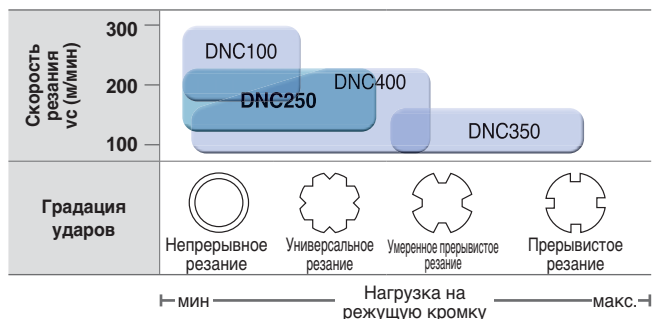 Скорость
резания
vc (м/мин)
300
200
100
DNC100
DNC400
DNC250
DNC350
Градация
ударов
Непрерывное
резание
Универсальное
резание
Умеренное прерывистое
резание
Прерывистое
резание
мин
Нагрузка на
режущую кромку
макс.